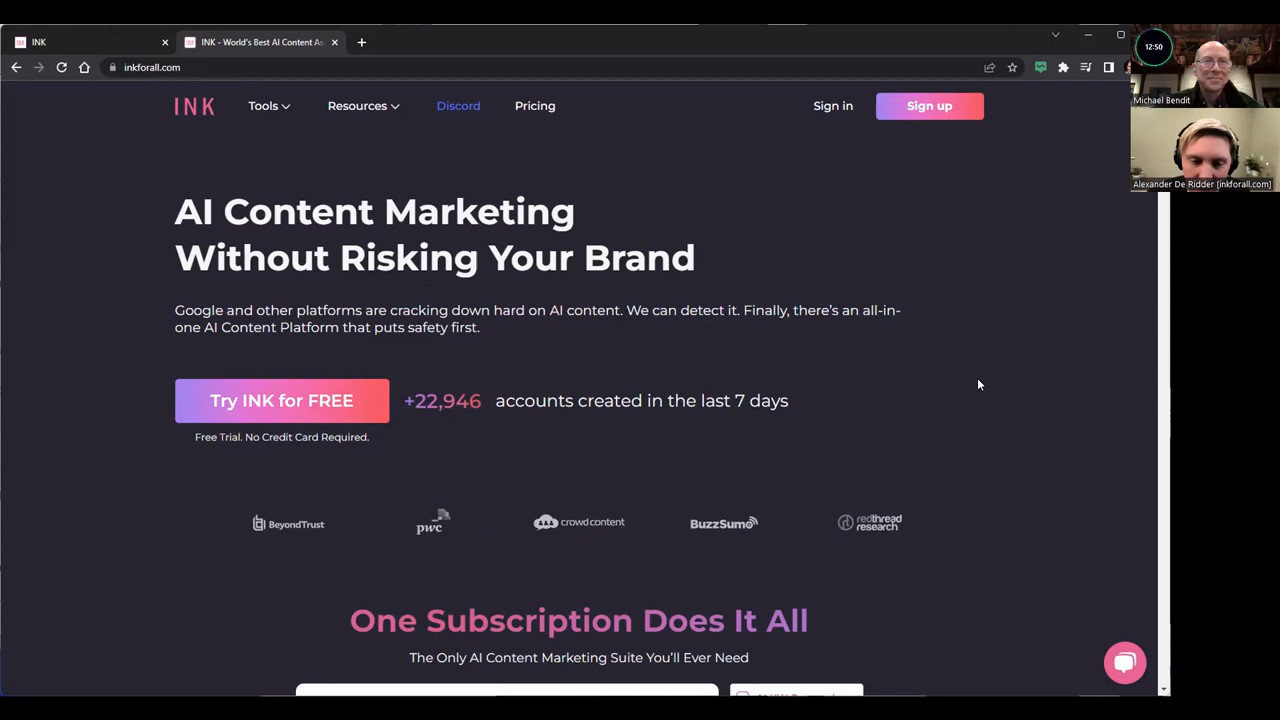 INK
INK - World's Best AI Content As
inkforall.com
12:50
Michael Bendit
Alexander De Ridder [inkforall.com]
INK
Tools
Resources
Discord
Pricing
Sign in
Sign up
AI Content Marketing
Without Risking Your Brand
Google and other platforms are cracking down hard on AI content. We can detect it. Finally, there's an all-in-
one AI Content Platform that puts safety first.
Try INK for FREE
+22,946 accounts created in the last 7 days
Free Trial. No Credit Card Required.
BeyondTrust
pwc
crowdcontent
BuzzSumo
redthread
research
One Subscription Does It All
The Only AI Content Marketing Suite You'll Ever Need